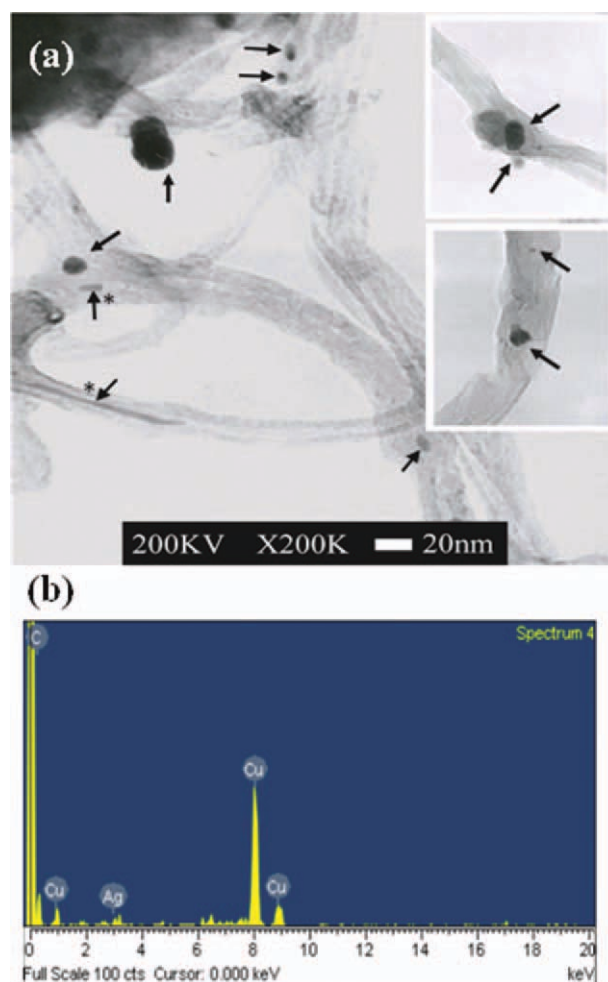 (a)
*
*
200KV X200K 20nm
(b)
Spectrum 4
C
Cu
Cu Ag Cu
0 2 4 6 8 10 12 14 16 18 20
Full Scale 100 cts Cursor: 0.000 keV keV